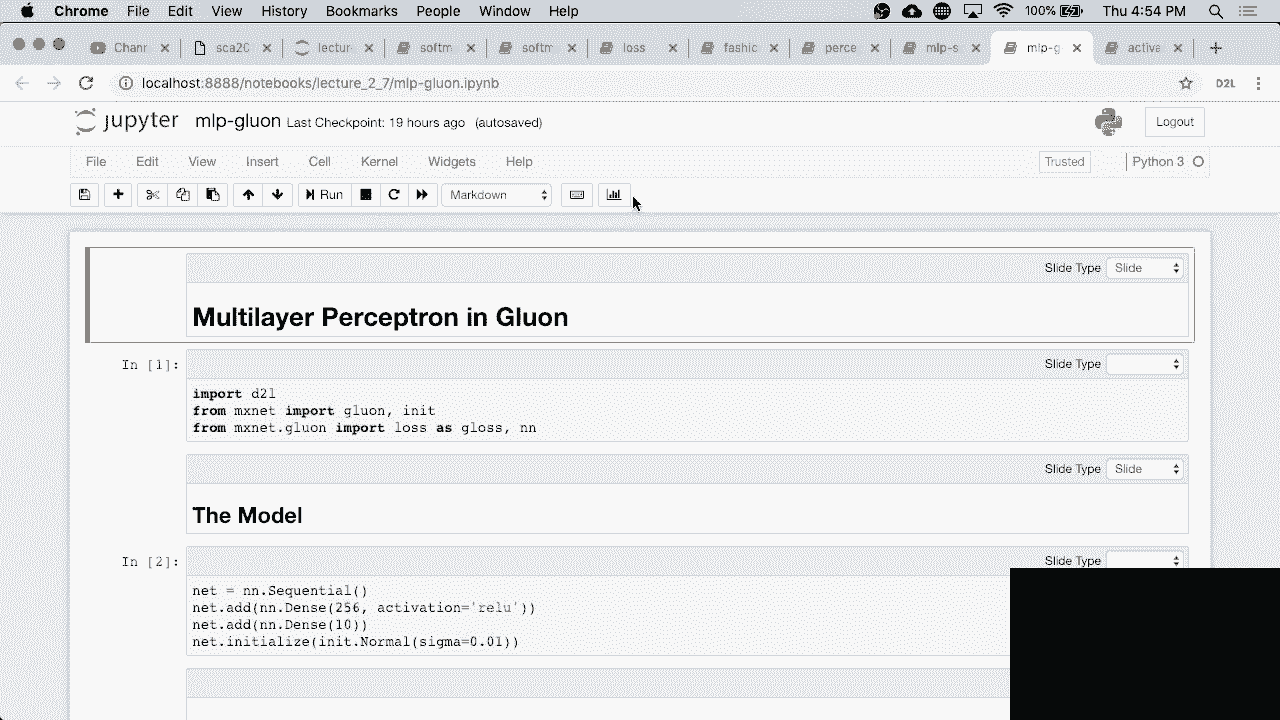 Chrome File Edit View History Bookmarks People Window Help 100% Thu 4:54 PM
Chann sca20 lecture softm softm loss fashic perce mlp-s mlp-g activa
localhost:8888/notebooks/lecture_2_7/mlp-gluon.ipynb D2L
jupyter mlp-gluon Last Checkpoint: 19 hours ago (autosaved) Logout
File Edit View Insert Cell Kernel Widgets Help Trusted Python 3
Run Markdown
Slide Type Slide
Multilayer Perceptron in Gluon
In [1]: Slide Type
import d2l
from mxnet import gluon, init
from mxnet.gluon import loss as gloss, nn
Slide Type Slide
The Model
In [2]: Slide Type
net = nn.Sequential()
net.add(nn.Dense(256, activation='relu'))
net.add(nn.Dense(10))
net.initialize(init.Normal(sigma=0.01))